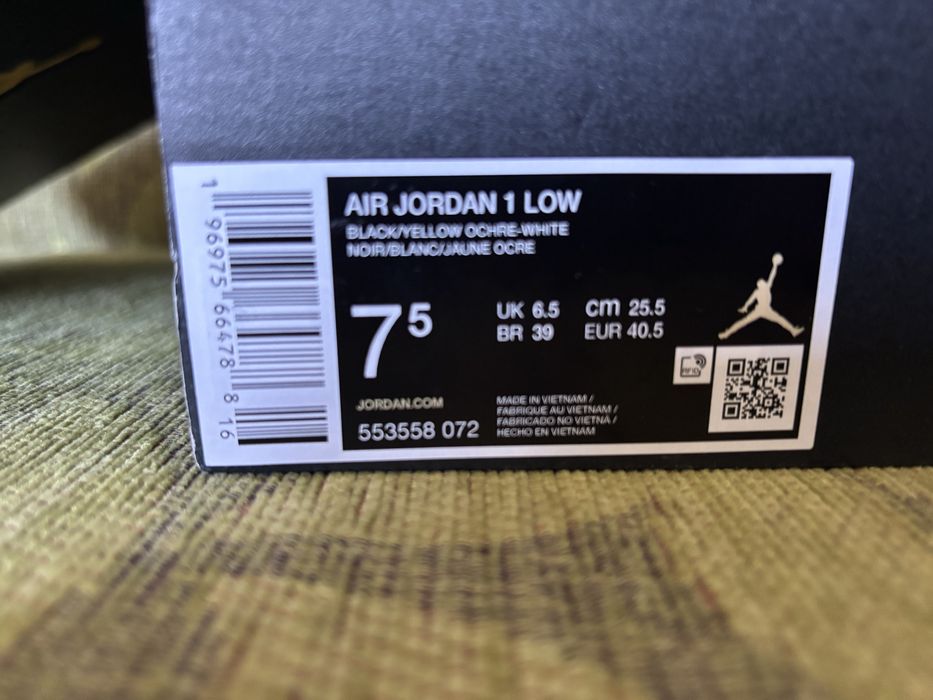 1 96975 66478 8 16
AIR JORDAN 1 LOW
BLACK/YELLOW OCHRE-WHITE
NOIR/BLANC/JAUNE OCRE
7 5
UK 6.5 cm 25.5
BR 39 EUR 40.5
RFID
JORDAN.COM
553558 072
MADE IN VIETNAM /
FABRIQUE AU VIETNAM /
FABRICADO NO VIETNA /
HECHO EN VIETNAM